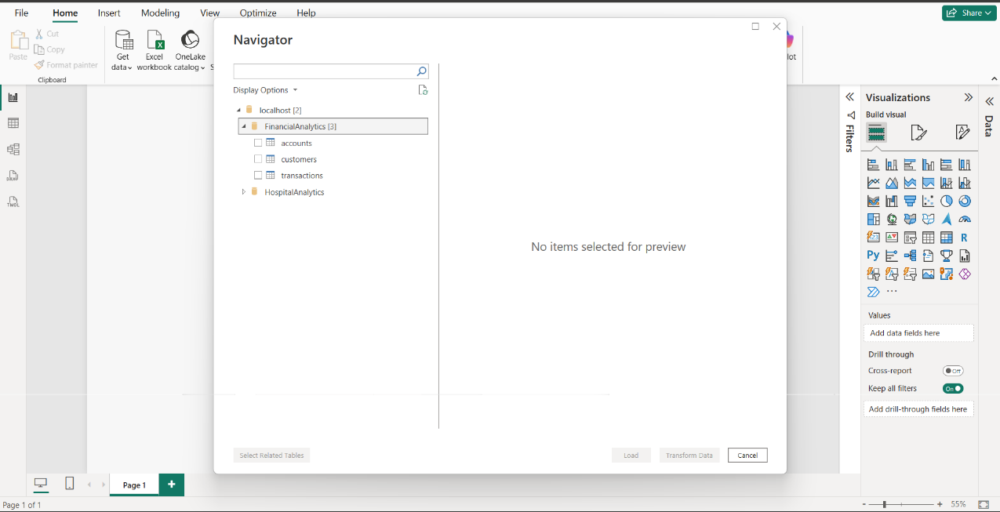 File Home Insert Modeling View Optimize Help
Share
Navigator
Paste
Cut
Copy
Format painter
Clipboard
Get data
Excel workbook
OneLake catalog
Display Options
localhost [2]
FinancialAnalytics [3]
accounts
customers
transactions
HospitalAnalytics
No items selected for preview
Select Related Tables
Load
Transform Data
Cancel
Filters
Visualizations
Build visual
123
R
Py
...
Values
Add data fields here
Drill through
Cross-report
Off
Keep all filters
On
Add drill-through fields here
Data
DAX
TMDL
Page 1
+
Page 1 of 1
- + 55%